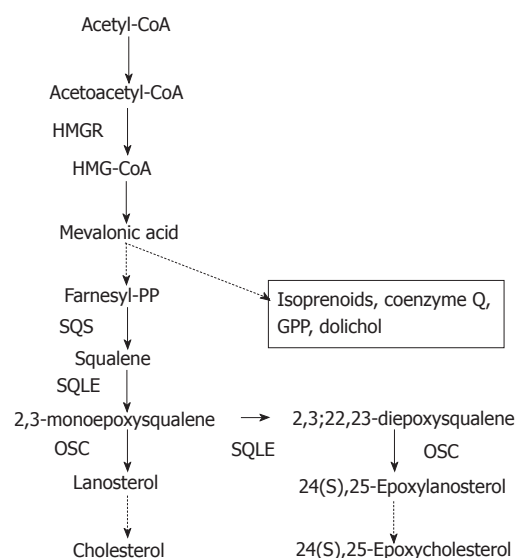 Acetyl-CoA
Acetoacetyl-CoA
HMGR
HMG-CoA
Mevalonic acid
Farnesyl-PP
Isoprenoids, coenzyme Q,
GPP, dolichol
SQS
Squalene
SQLE
2,3-monoepoxysqualene
2,3;22,23-diepoxysqualene
OSC
SQLE
OSC
Lanosterol
24(S),25-Epoxylanosterol
Cholesterol
24(S),25-Epoxycholesterol